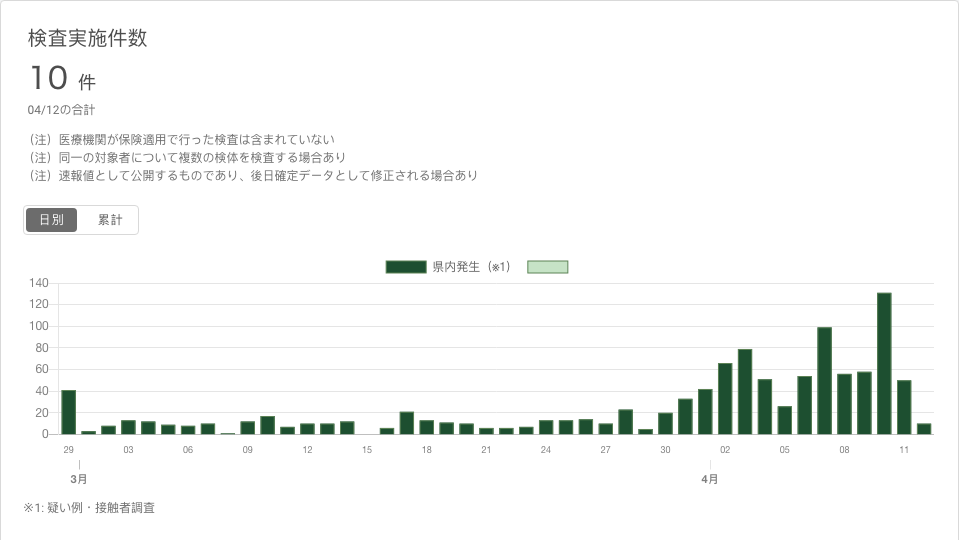 検査実施件数
10 件
04/12の合計
（注）医療機関が保険適用で行った検査は含まれていない
（注）同一の対象者について複数の検体を検査する場合あり
（注）速報値として公開するものであり、後日確定データとして修正される場合あり
日別 累計
県内発生（※1）
140
120
100
80
60
40
20
0
29 03 06 09 12 15 18 21 24 27 30 02 05 08 11
3月 4月
※1: 疑い例・接触者調査